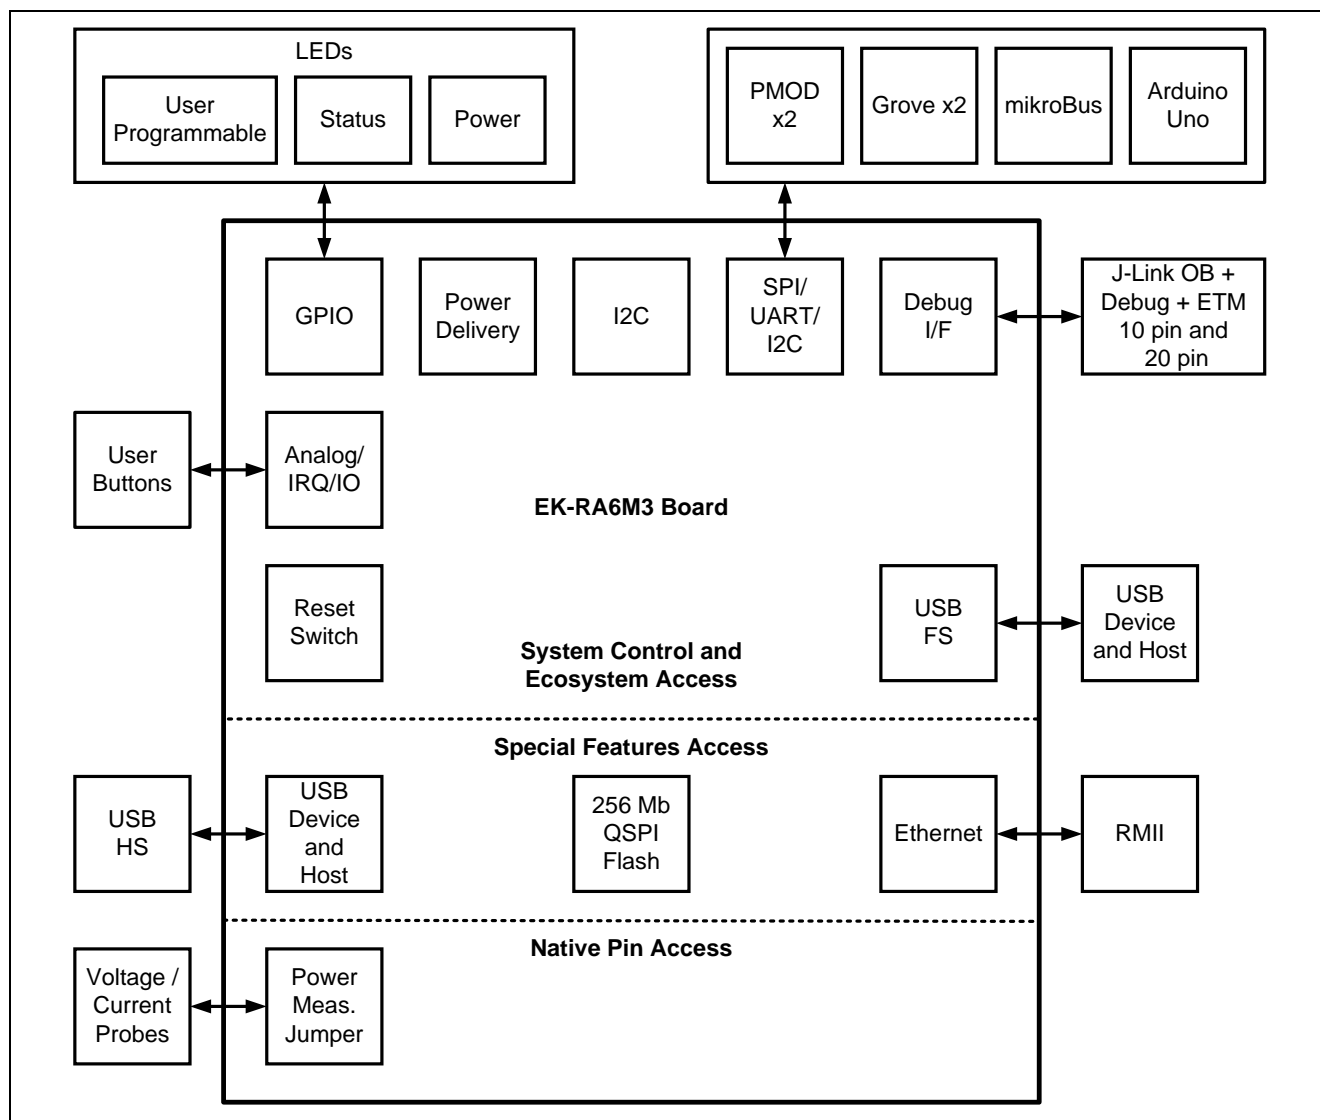 LEDs
User
Programmable
Status
Power
PMOD
x2
Grove x2
mikroBus
Arduino
Uno
GPIO
Power
Delivery
I2C
SPI/
UART/
I2C
Debug
I/F
J-Link OB +
Debug + ETM
10 pin and
20 pin
User
Buttons
Analog/
IRQ/IO
EK-RA6M3 Board
Reset
Switch
System Control and
Ecosystem Access
USB
FS
USB
Device
and Host
Special Features Access
USB
HS
USB
Device
and
Host
256 Mb
QSPI
Flash
Ethernet
RMII
Native Pin Access
Voltage /
Current
Probes
Power
Meas.
Jumper